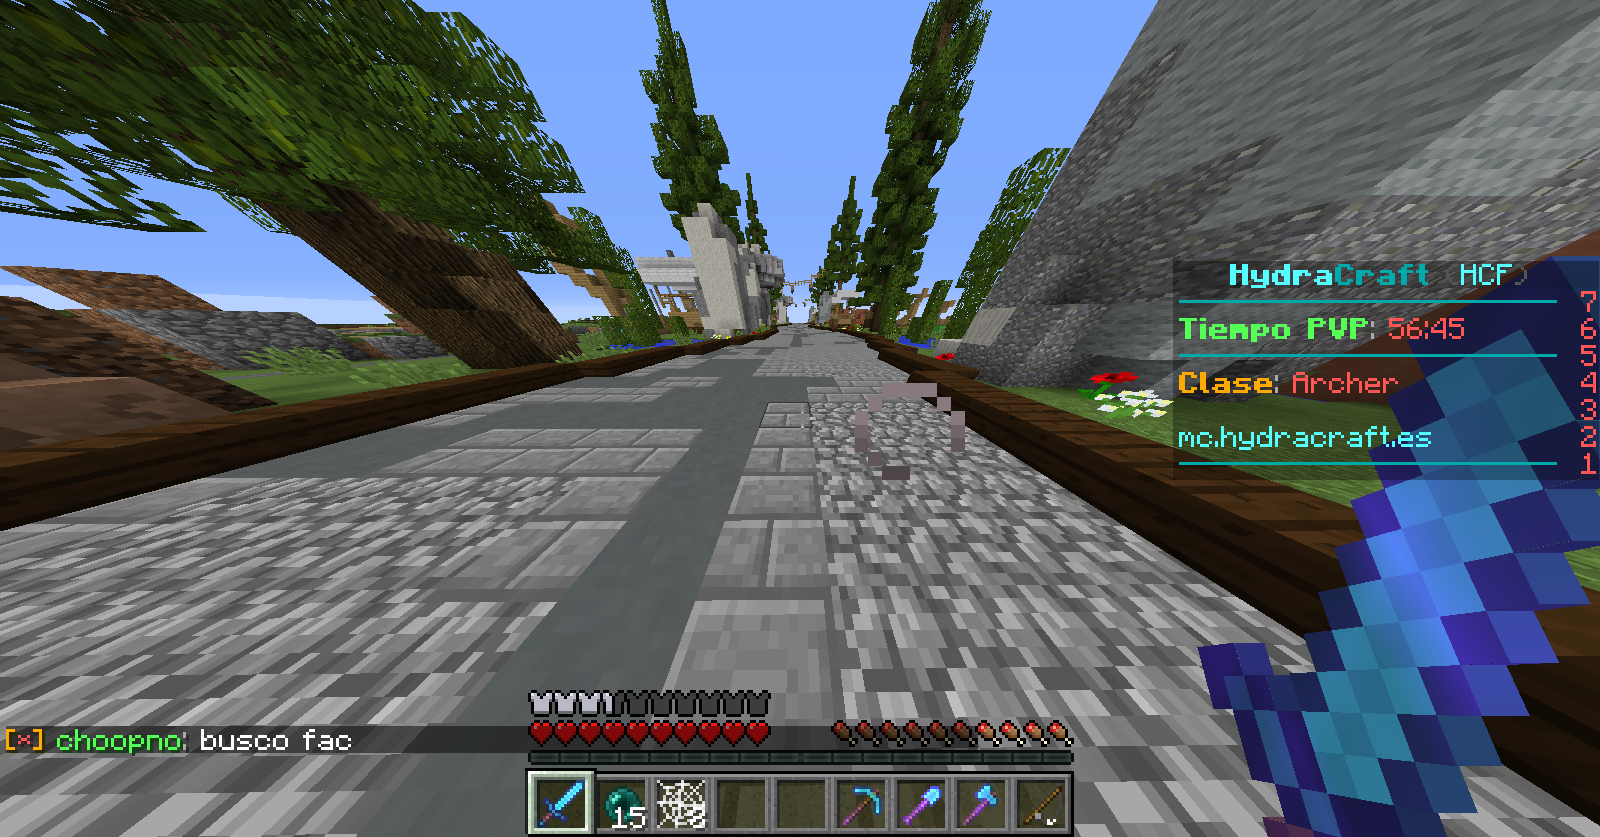 HydraCraft (HCF)
7
Tiempo PVP: 56:45
6
5
Clase: Archer
4
3
mc.hydracraft.es
2
1
[×] choopno: busco fac
15
8